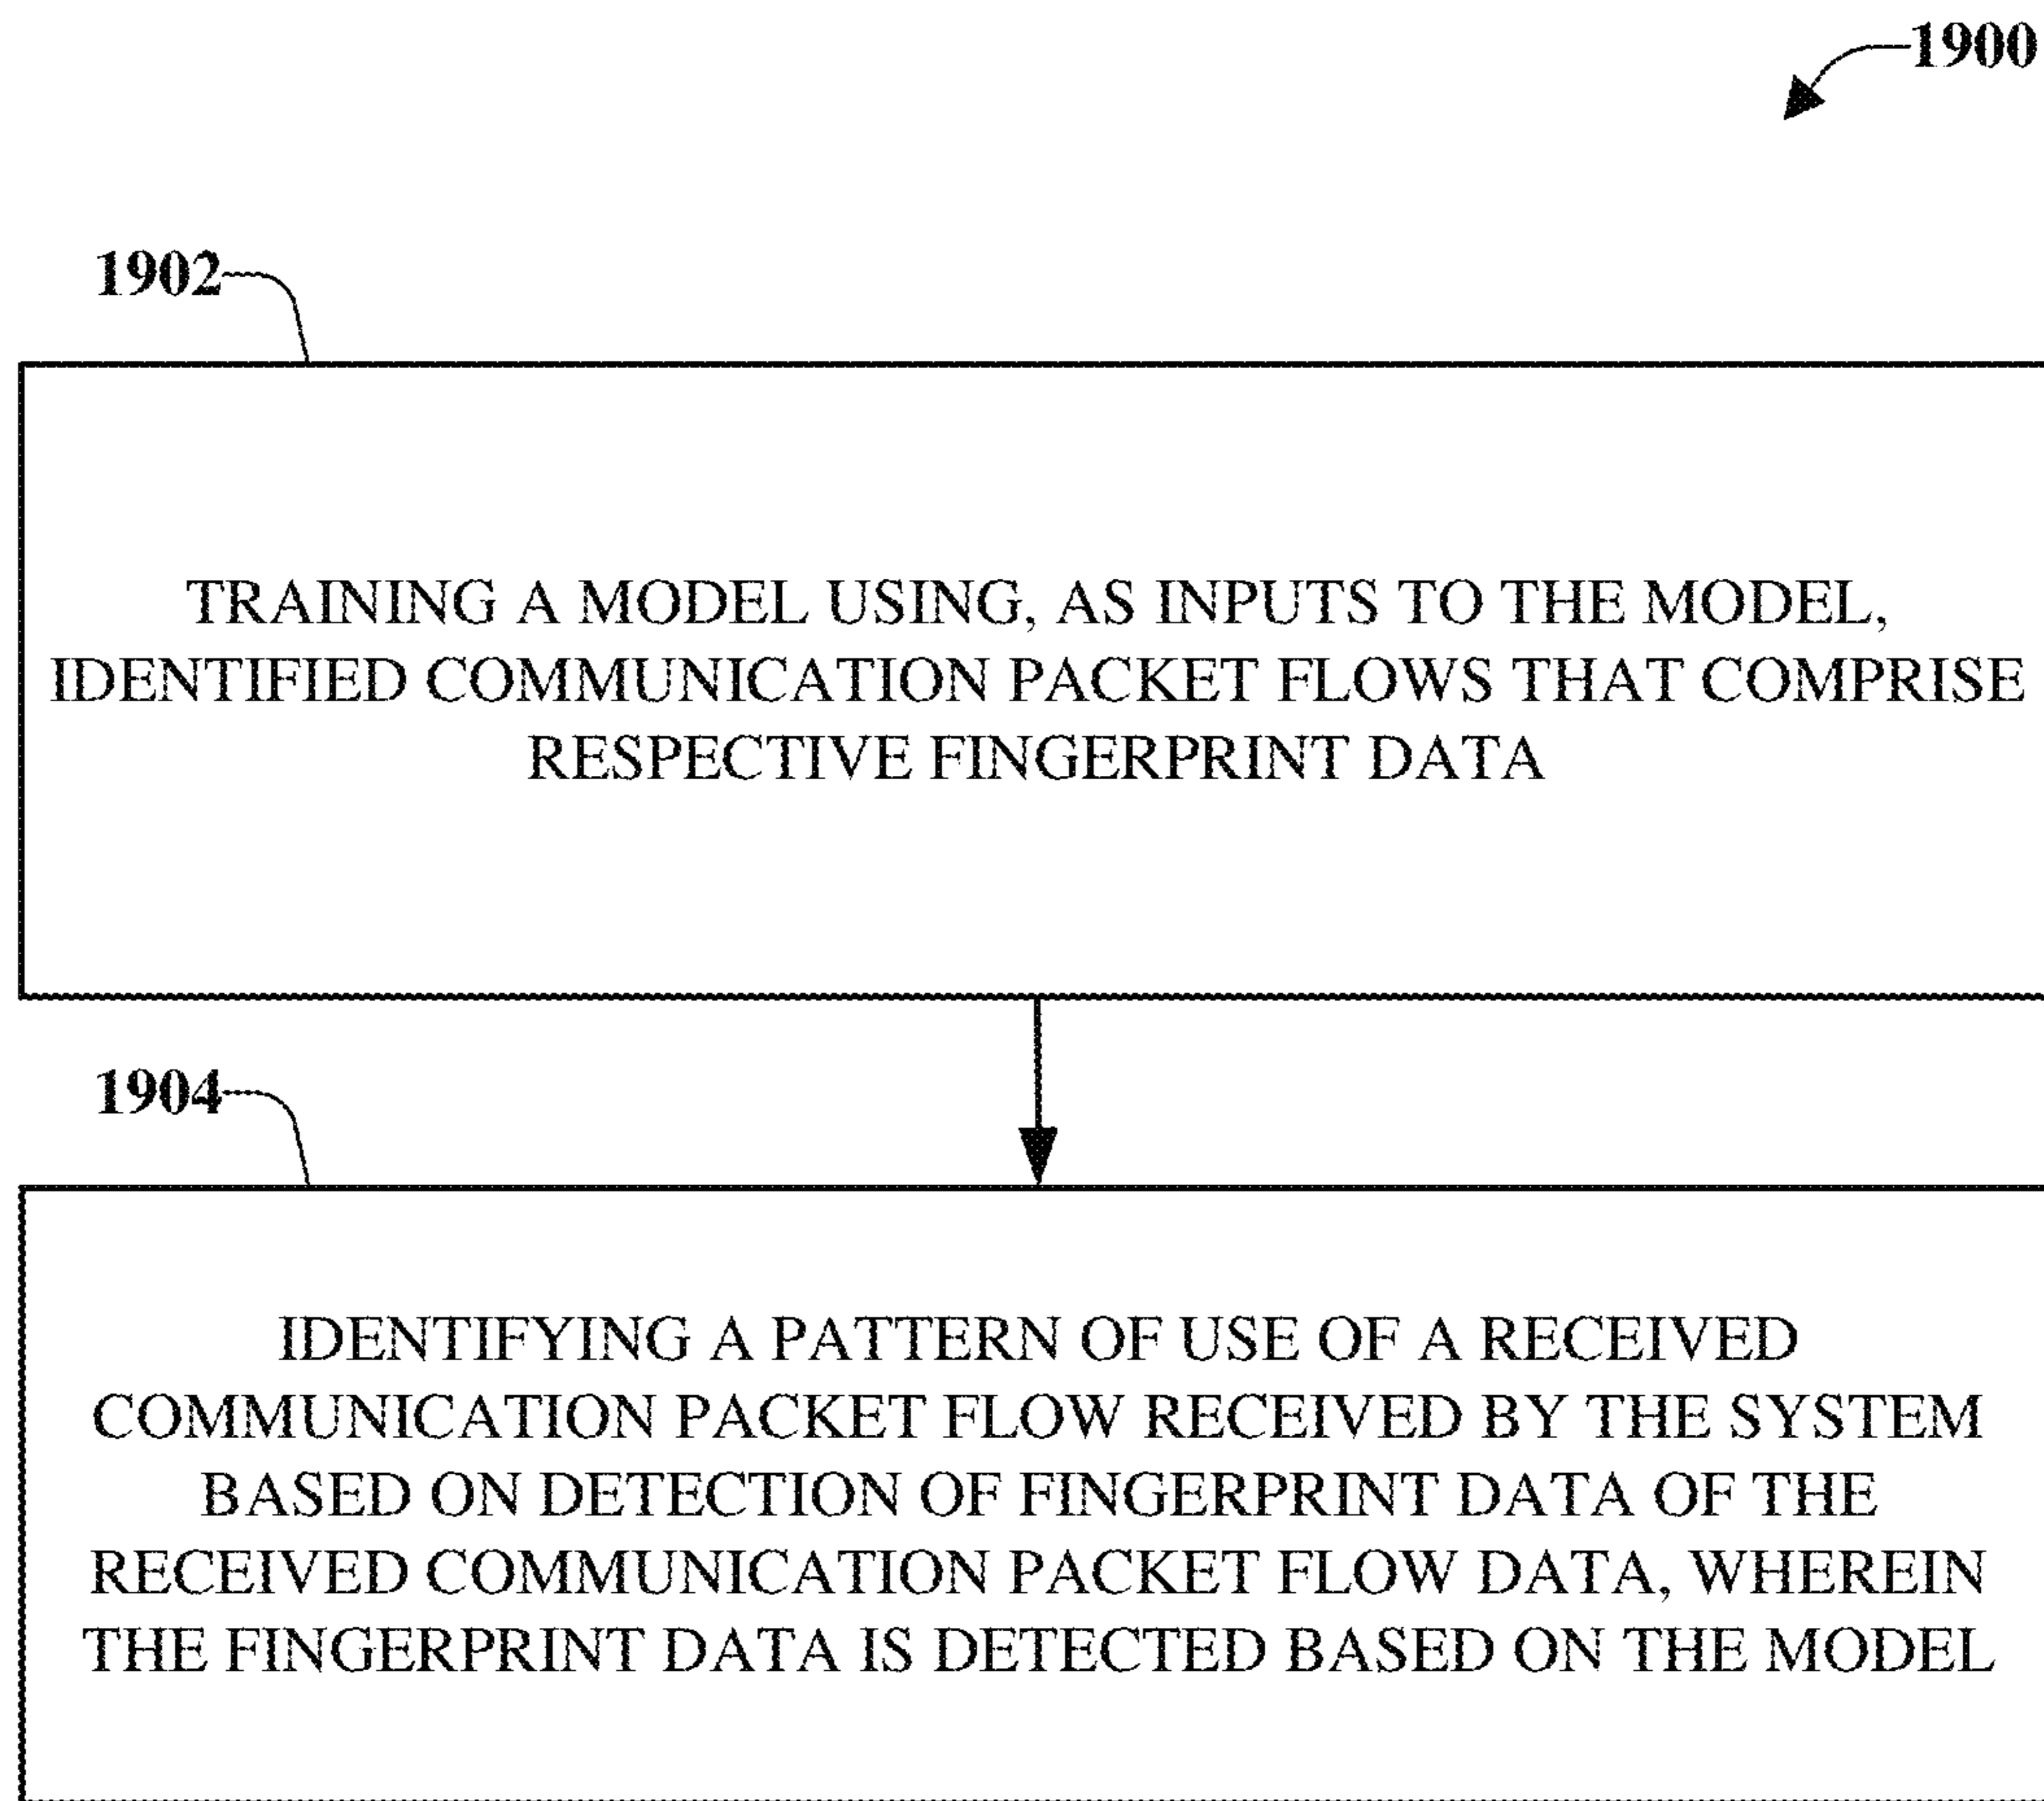 1900
1902
TRAINING A MODEL USING, AS INPUTS TO THE MODEL,
IDENTIFIED COMMUNICATION PACKET FLOWS THAT COMPRISE
RESPECTIVE FINGERPRINT DATA
1904
IDENTIFYING A PATTERN OF USE OF A RECEIVED
COMMUNICATION PACKET FLOW RECEIVED BY THE SYSTEM
BASED ON DETECTION OF FINGERPRINT DATA OF THE
RECEIVED COMMUNICATION PACKET FLOW DATA, WHEREIN
THE FINGERPRINT DATA IS DETECTED BASED ON THE MODEL